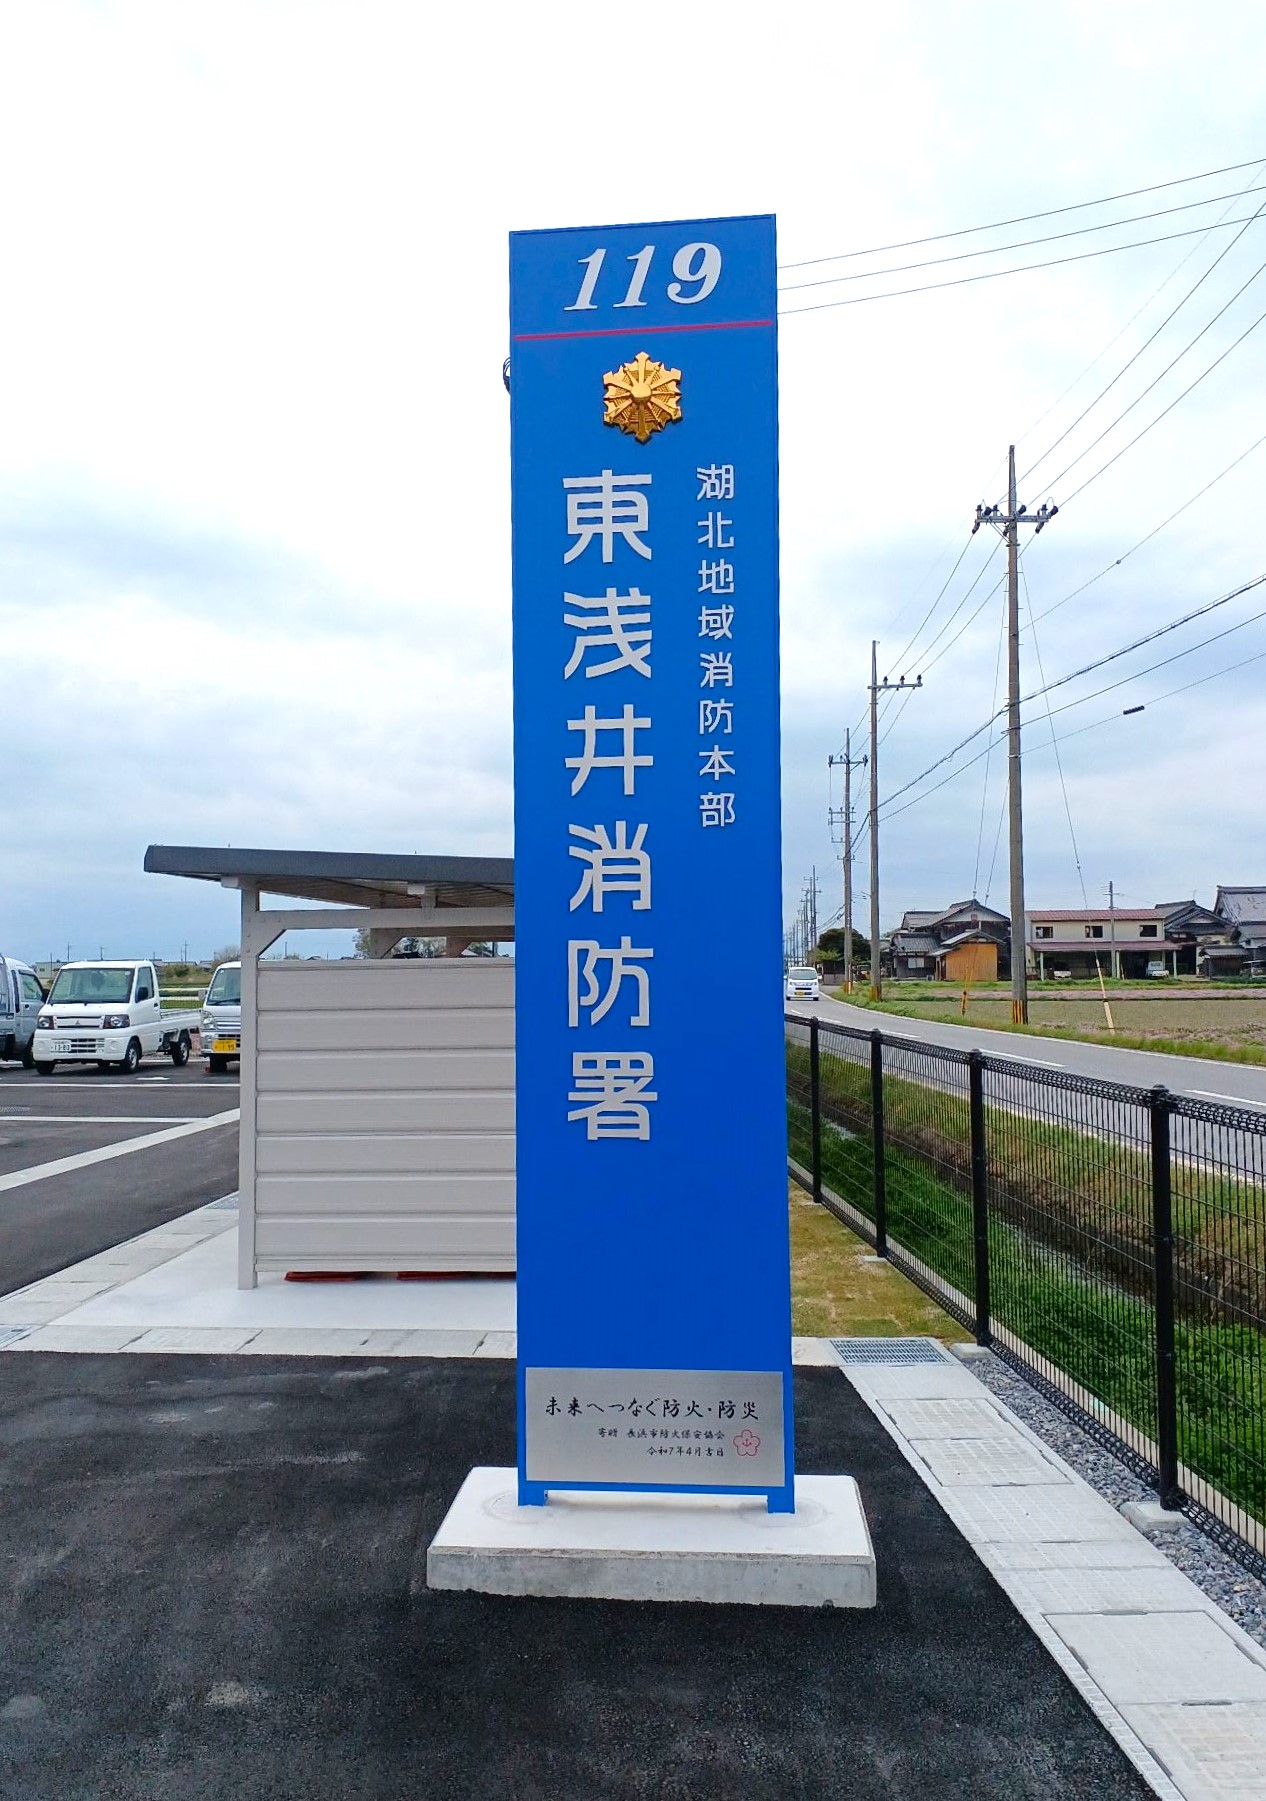 119
湖北地域消防本部
東浅井消防署
未来へつなぐ防火・防災
寄贈 長浜市防火保安協会
令和7年4月吉日